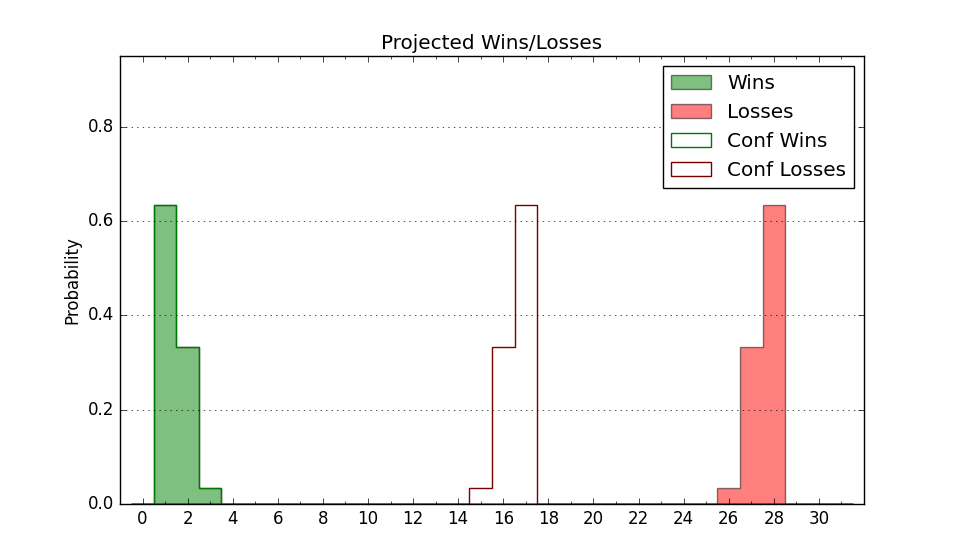 Projected Wins/Losses
Wins
Losses
Conf Wins
Conf Losses
Probability
0.8
0.6
0.4
0.2
0.0
0 2 4 6 8 10 12 14 16 18 20 22 24 26 28 30